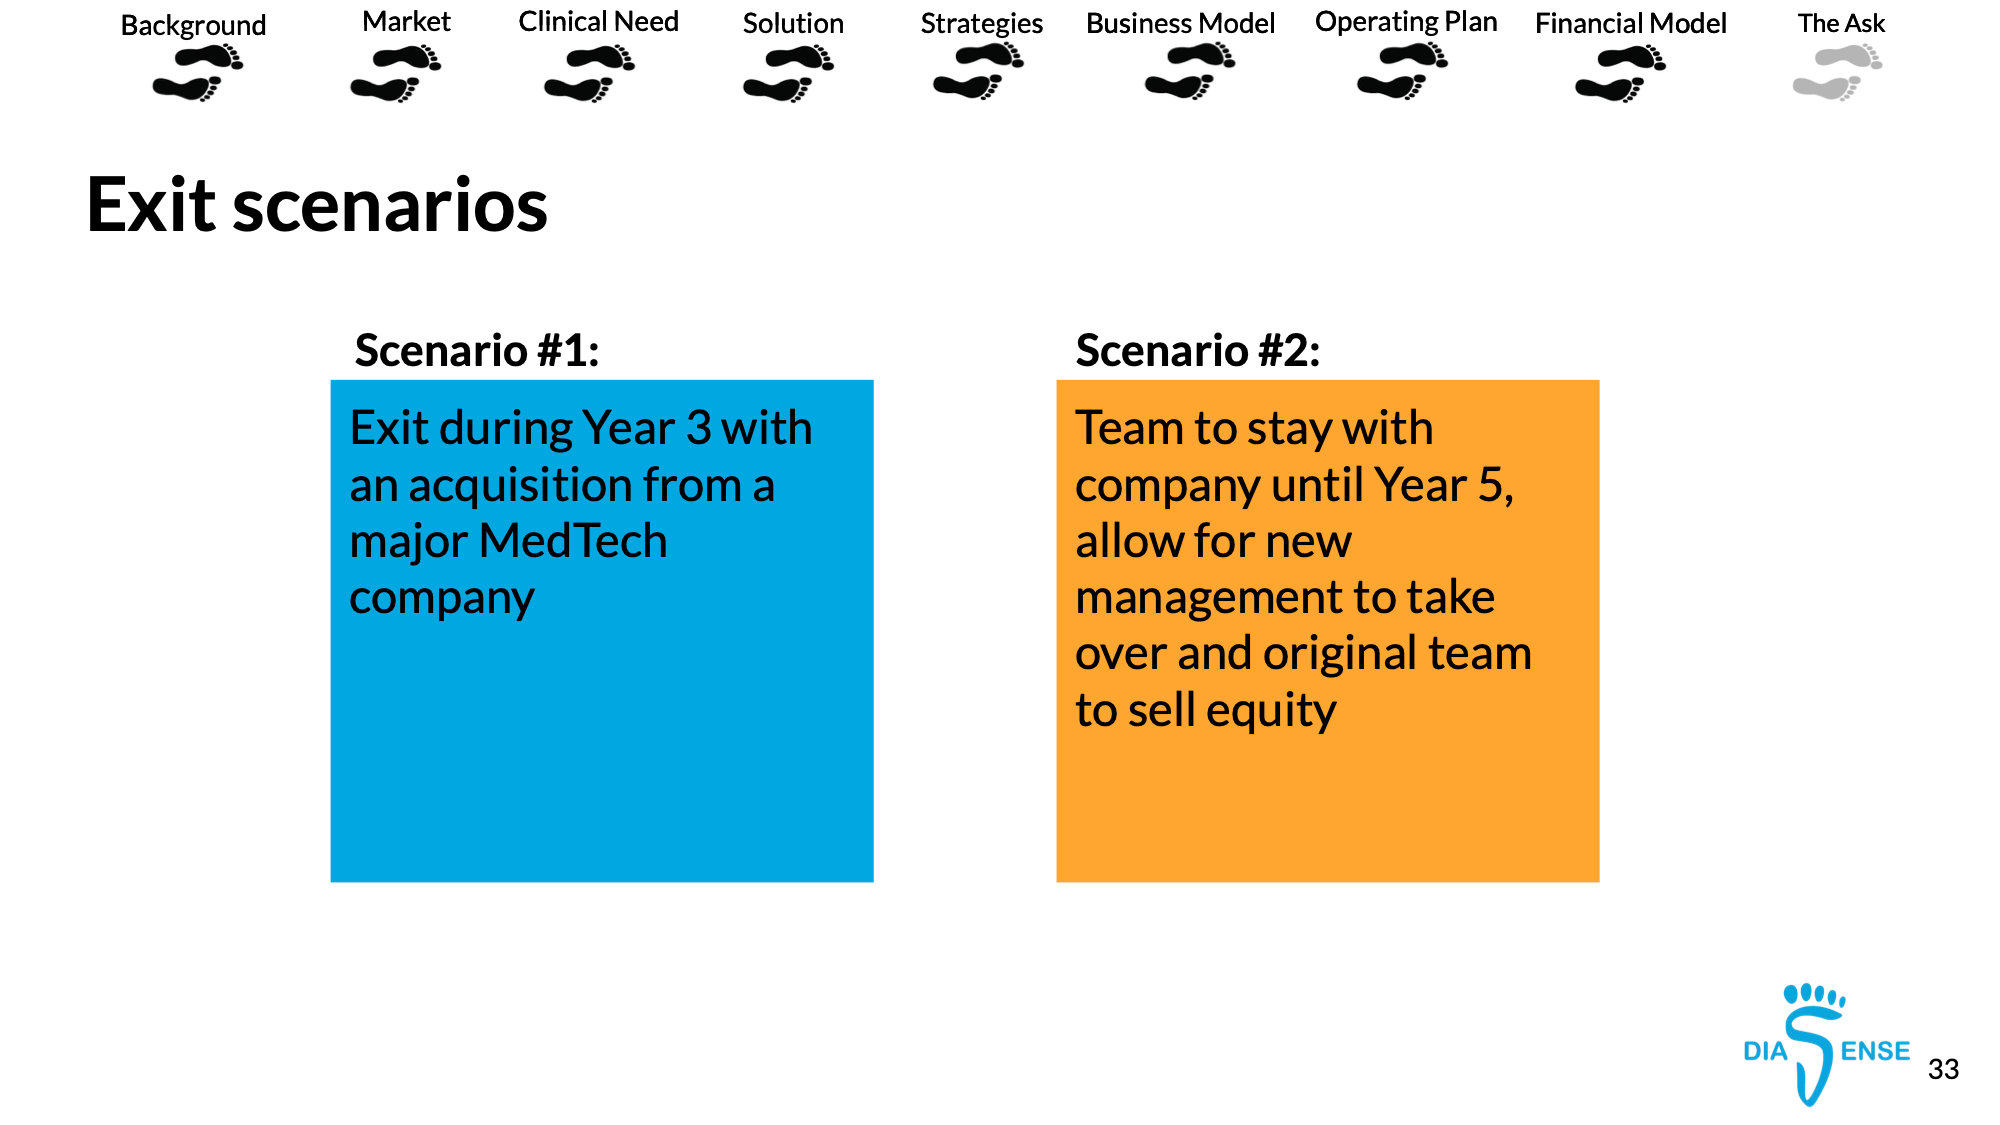 Background Market Clinical Need Solution Strategies Business Model Operating Plan Financial Model The Ask
Exit scenarios
Scenario #1:
Exit during Year 3 with
an acquisition from a
major MedTech
company
Scenario #2:
Team to stay with
company until Year 5,
allow for new
management to take
over and original team
to sell equity
DIASENSE
33